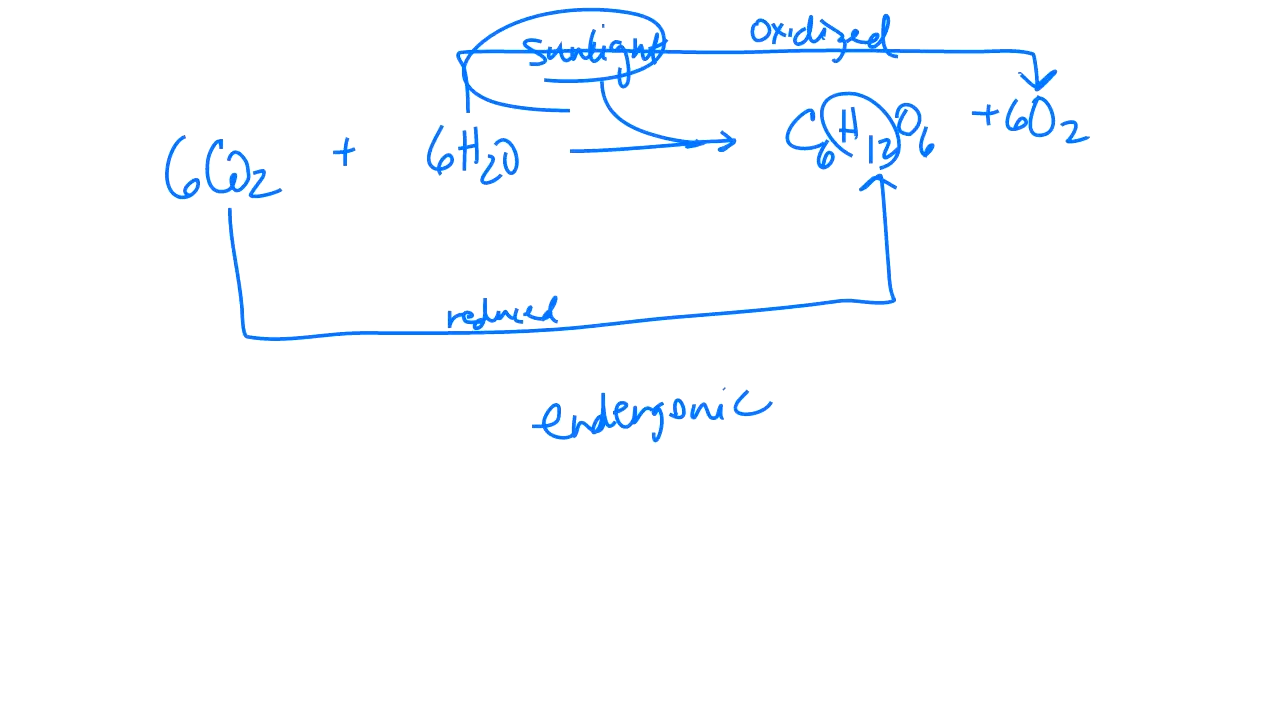 sunlight oxidized
6CO2 + 6H2O → C6H12O6 + 6O2
reduced
endergonic